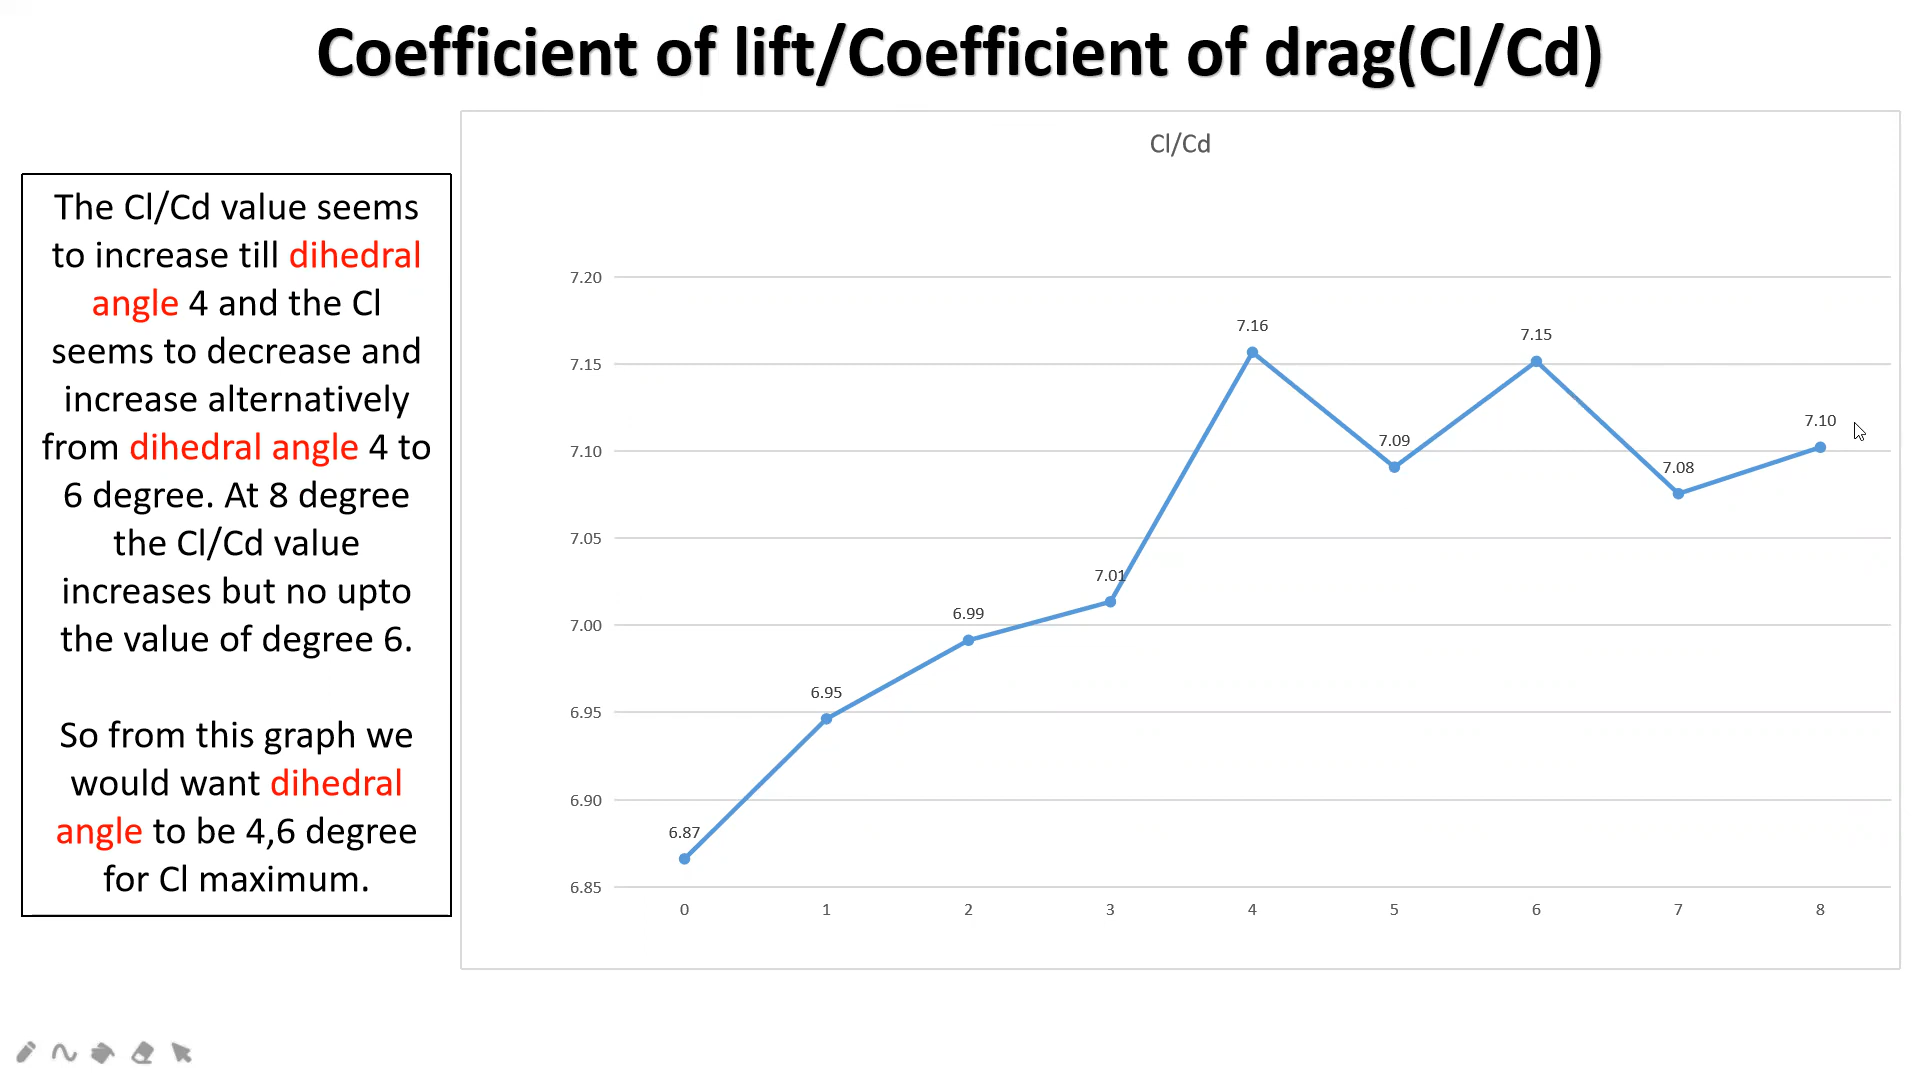 Coefficient of lift/Coefficient of drag(Cl/Cd)
The Cl/Cd value seems
to increase till dihedral
angle 4 and the Cl
seems to decrease and
increase alternatively
from dihedral angle 4 to
6 degree. At 8 degree
the Cl/Cd value
increases but no upto
the value of degree 6.
So from this graph we
would want dihedral
angle to be 4,6 degree
for Cl maximum.
Cl/Cd
7.20
7.15
7.10
7.05
7.00
6.95
6.90
6.85
6.87
6.95
6.99
7.01
7.16
7.09
7.15
7.08
7.10
0 1 2 3 4 5 6 7 8